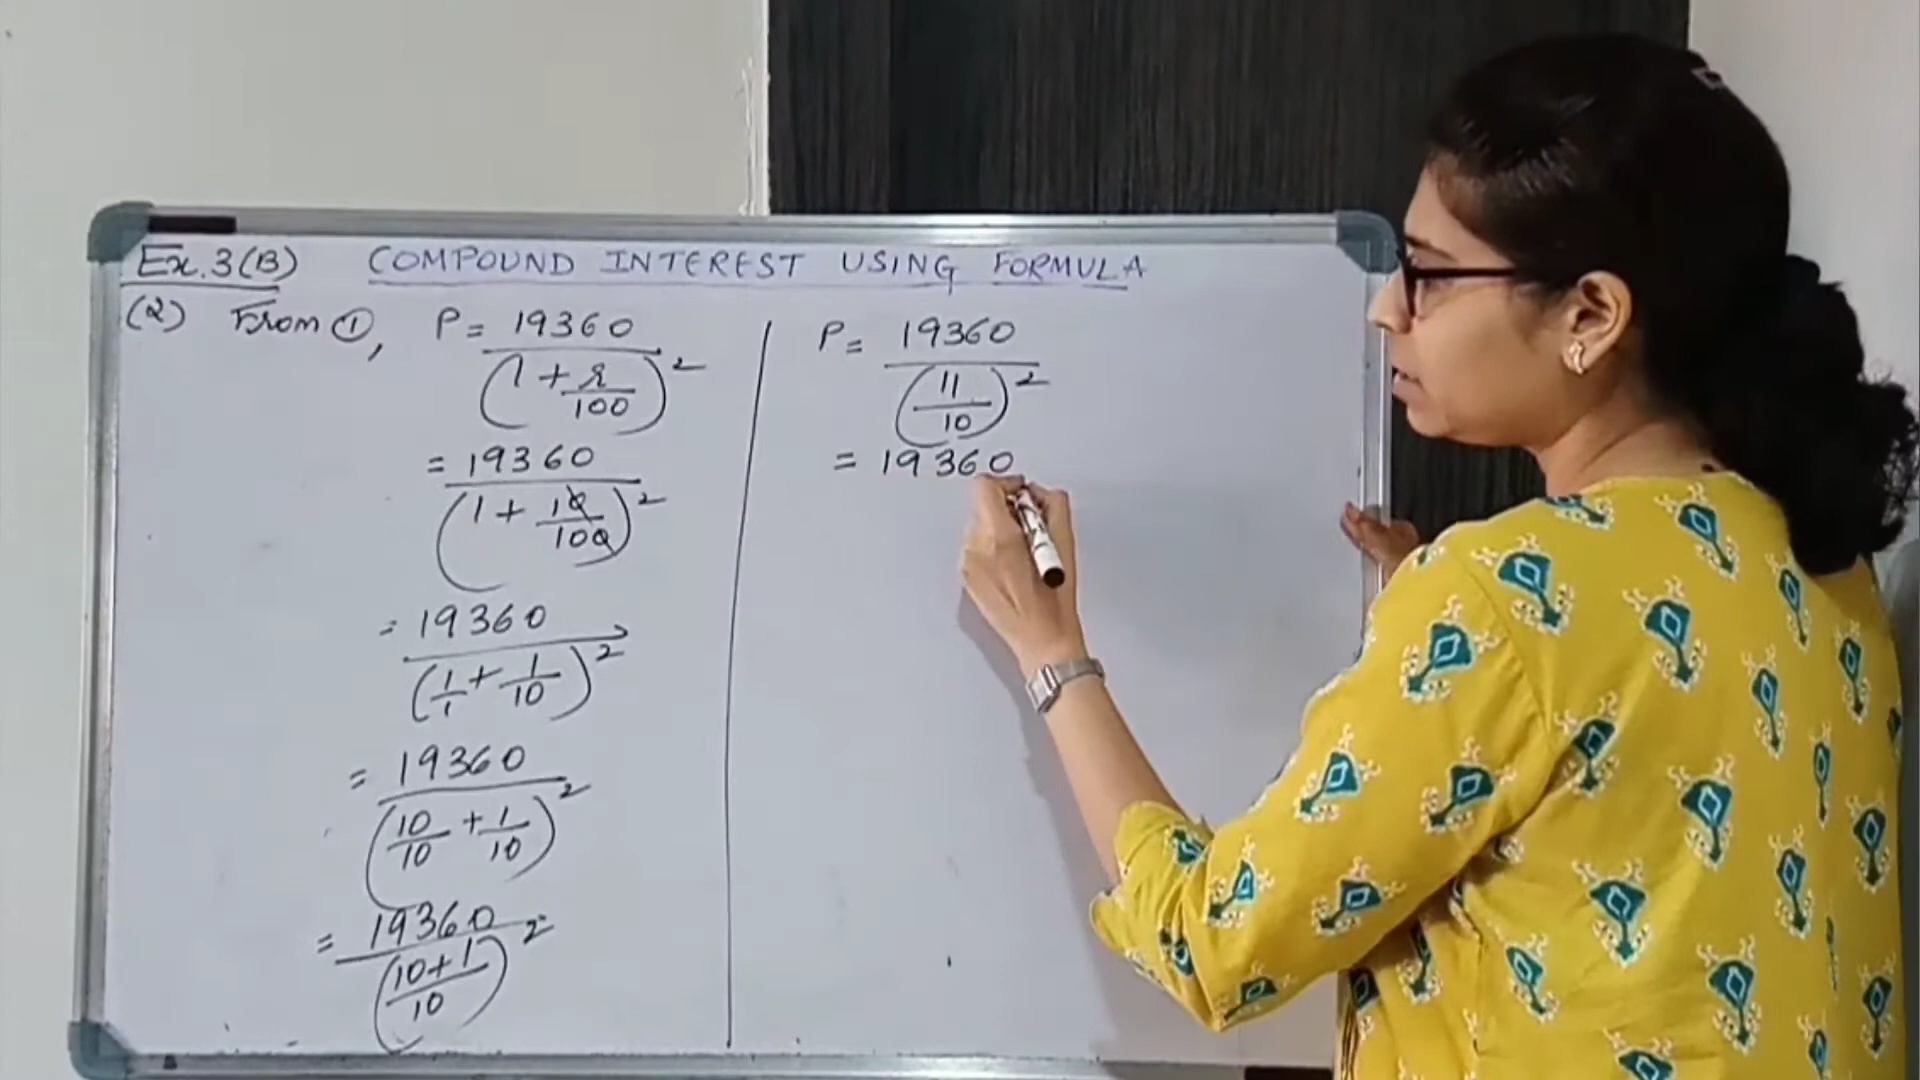 Ex. 3(B) COMPOUND INTEREST USING FORMULA
(2) From ①, P = 19360
(1 + r/100)²
= 19360
(1 + 10/100)²
= 19360
(1/1 + 1/10)²
= 19360
(10/10 + 1/10)²
= 19360
(10+1/10)²
P = 19360
(11/10)²
= 19360